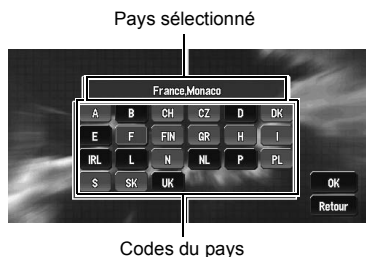 Pays sélectionné
France,Monaco
A B CH CZ D DK
E F FIN GR H I
IRL L N NL P PL
S SK UK
OK
Retour
Codes du pays